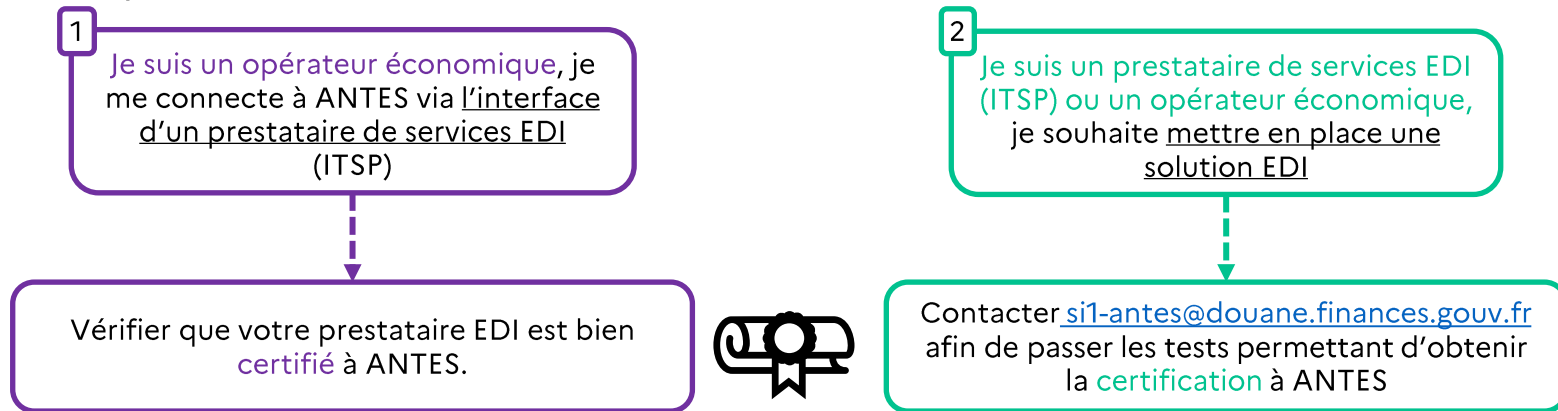 1
Je suis un opérateur économique, je
me connecte à ANTES via l’interface
d’un prestataire de services EDI
(ITSP)
Vérifier que votre prestataire EDI est bien
certifié à ANTES.
2
Je suis un prestataire de services EDI
(ITSP) ou un opérateur économique,
je souhaite mettre en place une
solution EDI
Contacter si1-antes@douane.finances.gouv.fr
afin de passer les tests permettant d’obtenir
la certification à ANTES